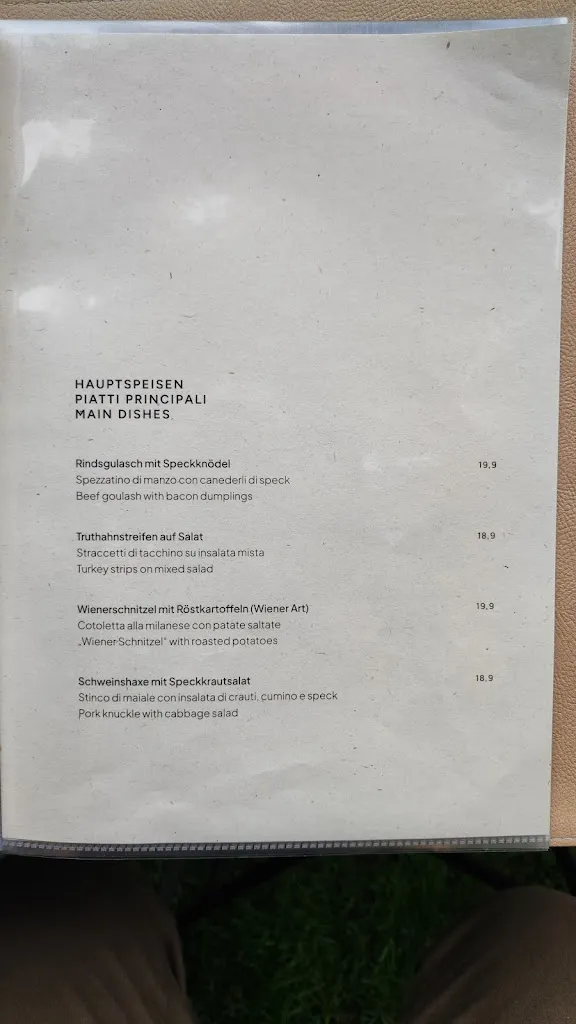 HAUPTSPEISEN
PIATTI PRINCIPALI
MAIN DISHES
Rindsgulasch mit Speckknödel 19,9
Spezzatino di manzo con canederli di speck
Beef goulash with bacon dumplings
Truthahnstreifen auf Salat 18,9
Straccetti di tacchino su insalata mista
Turkey strips on mixed salad
Wienerschnitzel mit Röstkartoffeln (Wiener Art) 19,9
Cotoletta alla milanese con patate saltate
„Wiener Schnitzel" with roasted potatoes
Schweinshaxe mit Speckkrautsalat 18,9
Stinco di maiale con insalata di crauti, cumino e speck
Pork knuckle with cabbage salad